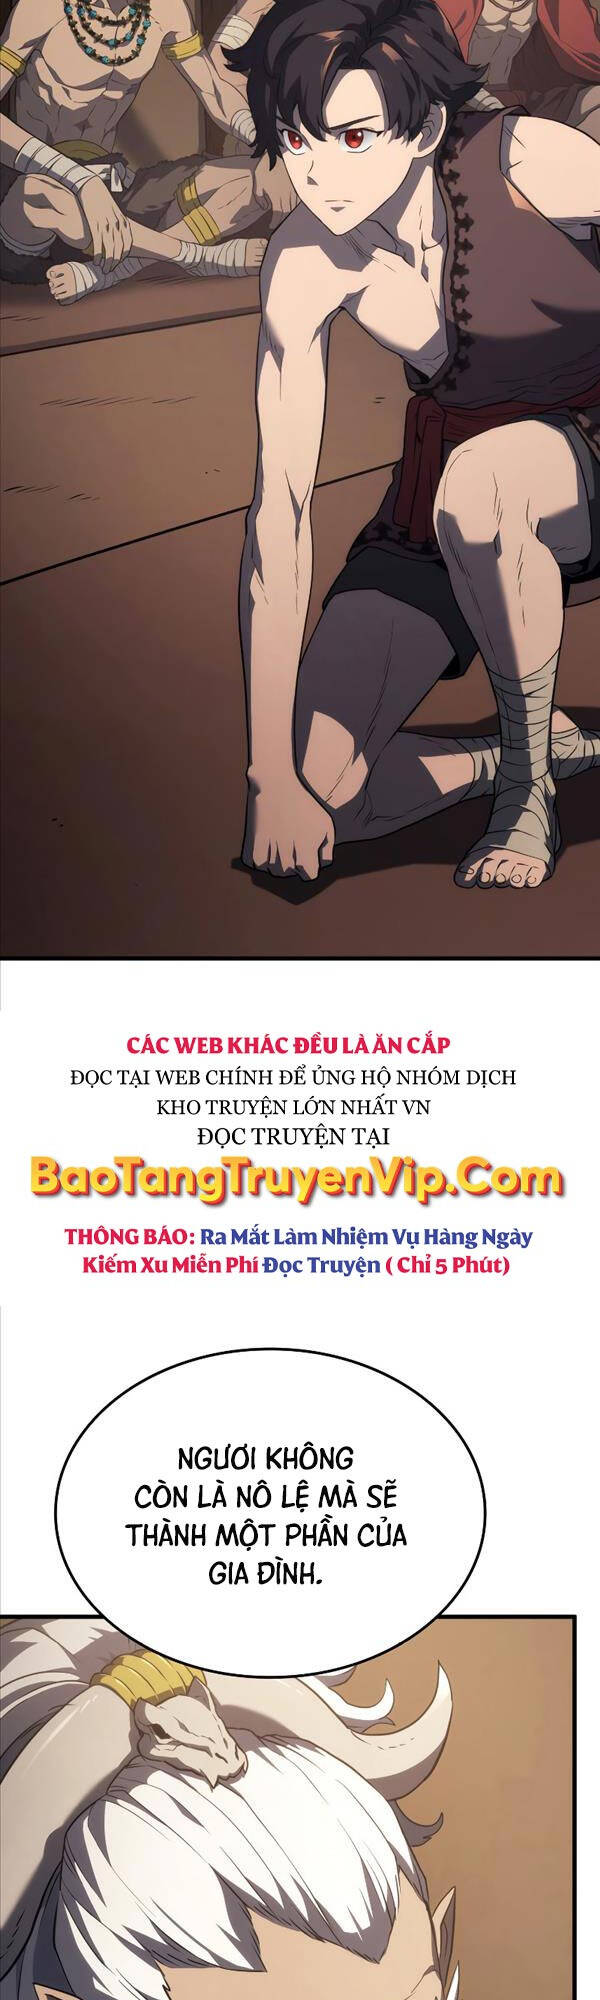 CÁC WEB KHÁC ĐỀU LÀ ĂN CẮP
ĐỌC TẠI WEB CHÍNH ĐỂ ỦNG HỘ NHÓM DỊCH
KHO TRUYỆN LỚN NHẤT VN
ĐỌC TRUYỆN TẠI
BaoTangTruyenVip.Com
THÔNG BÁO: Ra Mắt Làm Nhiệm Vụ Hàng Ngày
Kiếm Xu Miễn Phí Đọc Truyện ( Chỉ 5 Phút)
NGƯƠI KHÔNG
CÒN LÀ NÔ LỆ MÀ SẼ
THÀNH MỘT PHẦN CỦA
GIA ĐÌNH.